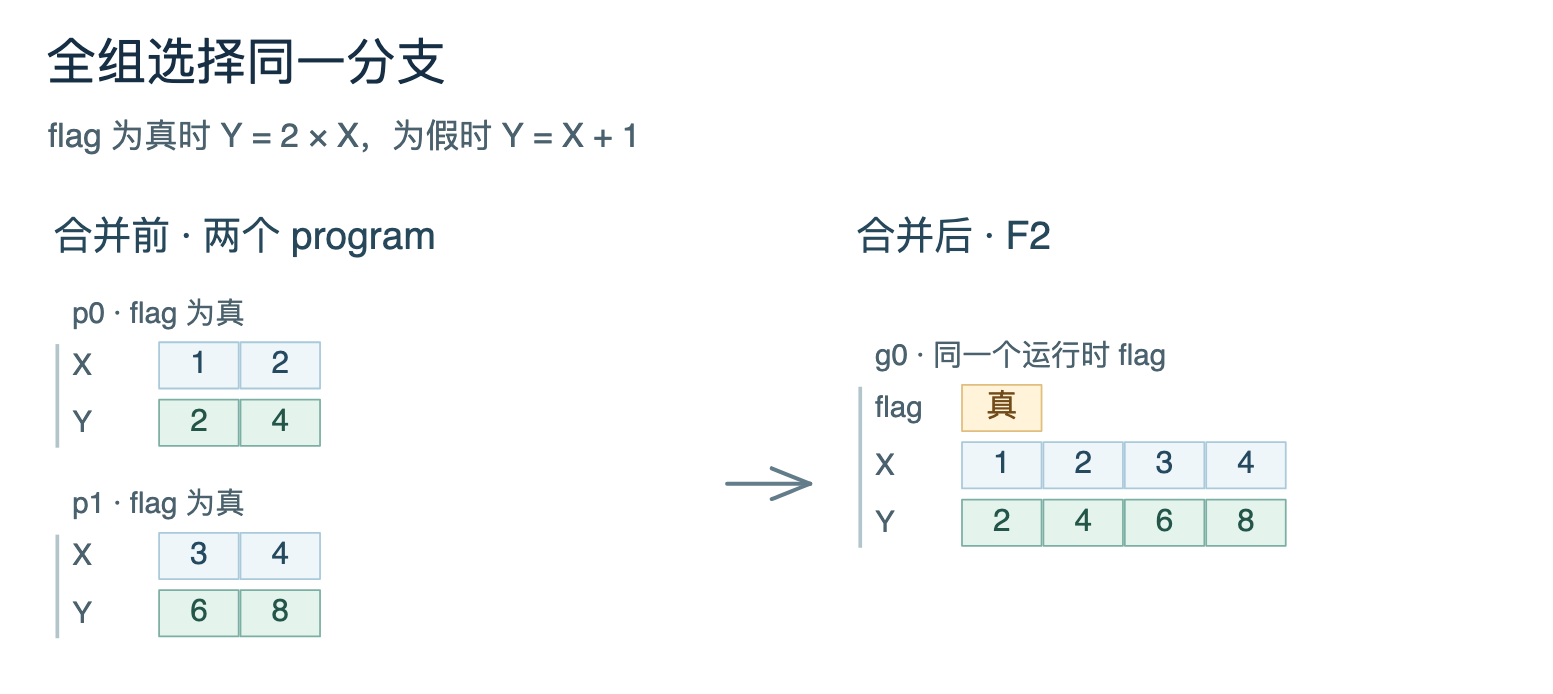 全组选择同一分支
flag 为真时 Y = 2 × X，为假时 Y = X + 1
合并前 · 两个 program
p0 · flag 为真
X 1 2
Y 2 4
p1 · flag 为真
X 3 4
Y 6 8
合并后 · F2
g0 · 同一个运行时 flag
flag 真
X 1 2 3 4
Y 2 4 6 8